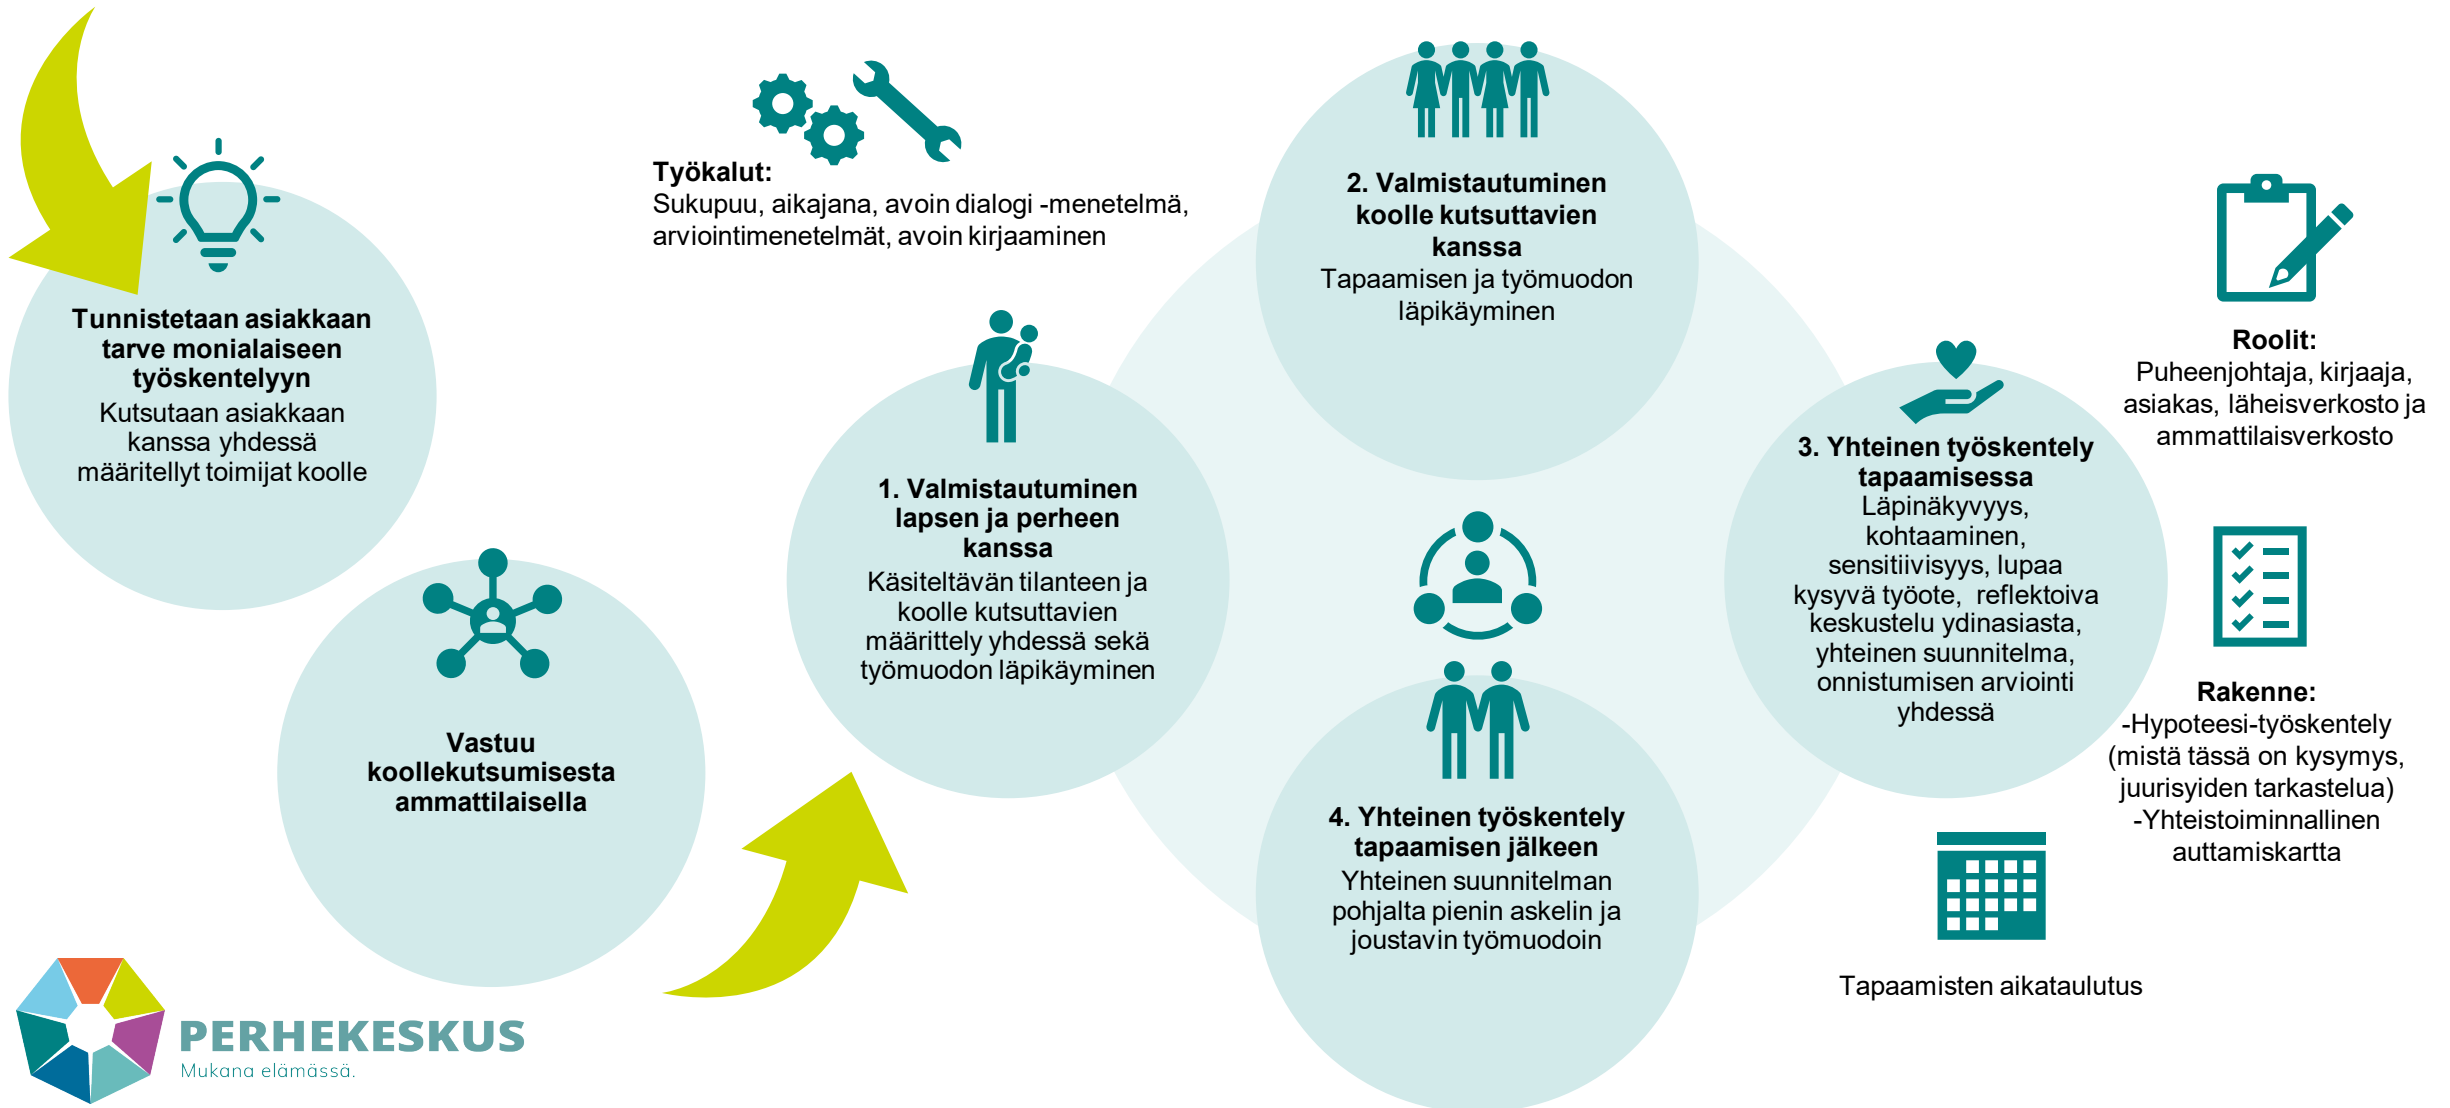 Tunnistetaan asiakkaan
tarve monialaiseen
työskentelyyn
Kutsutaan asiakkaan
kanssa yhdessä
määritellyt toimijat koolle
Vastuu
koollekutsumisesta
ammattilaisella
Työkalut:
Sukupuu, aikajana, avoin dialogi -menetelmä,
arviointimenetelmät, avoin kirjaaminen
1. Valmistautuminen
lapsen ja perheen
kanssa
Käsiteltävän tilanteen ja
koolle kutsuttavien
määrittely yhdessä sekä
työmuodon läpikäyminen
2. Valmistautuminen
koolle kutsuttavien
kanssa
Tapaamisen ja työmuodon
läpikäyminen
3. Yhteinen työskentely
tapaamisessa
Läpinäkyvyys,
kohtaaminen,
sensitiivisyys, lupaa
kysyvä työote, reflektoiva
keskustelu ydinasiasta,
yhteinen suunnitelma,
onnistumisen arviointi
yhdessä
4. Yhteinen työskentely
tapaamisen jälkeen
Yhteinen suunnitelman
pohjalta pienin askelin ja
joustavin työmuodoin
Roolit:
Puheenjohtaja, kirjaaja,
asiakas, läheisverkosto ja
ammattilaisverkosto
Rakenne:
-Hypoteesi-työskentely
(mistä tässä on kysymys,
juurisyiden tarkastelua)
-Yhteistoiminnallinen
auttamiskartta
Tapaamisten aikataulutus
PERHEKESKUS
Mukana elämässä.